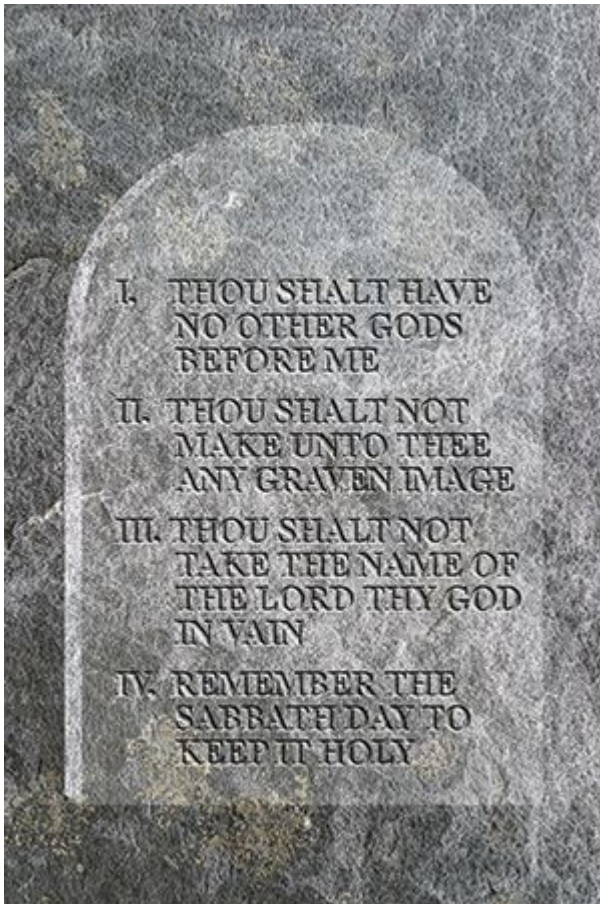 I. THOU SHALT HAVE
NO OTHER GODS
BEFORE ME
II. THOU SHALT NOT
MAKE UNTO THEE
ANY GRAVEN IMAGE
III. THOU SHALT NOT
TAKE THE NAME OF
THE LORD THY GOD
IN VAIN
IV. REMEMBER THE
SABBATH DAY TO
KEEP IT HOLY